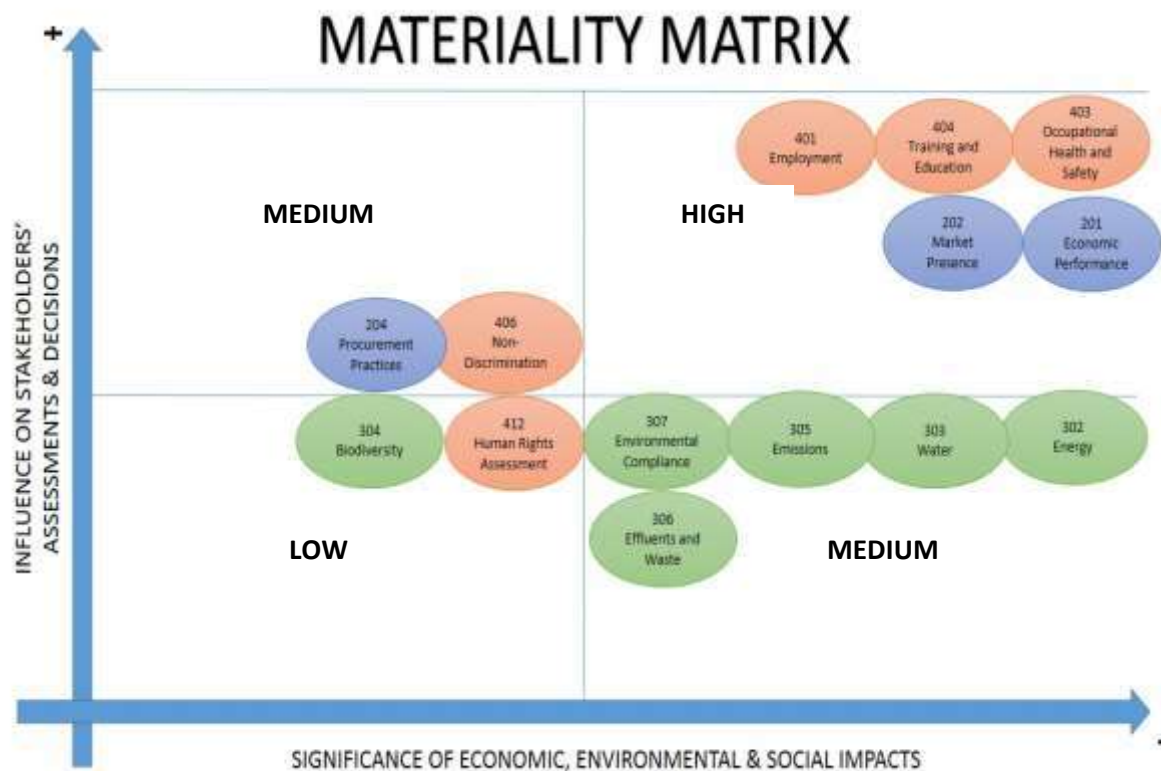 +
MATERIALITY MATRIX
INFLUENCE ON STAKEHOLDERS'
ASSESSMENTS & DECISIONS
MEDIUM
HIGH
401
Employment
404
Training and
Education
403
Occupational
Health and
Safety
202
Market
Presence
201
Economic
Performance
204
Procurement
Practices
406
Non-
Discrimination
304
Biodiversity
412
Human Rights
Assessment
307
Environmental
Compliance
305
Emissions
303
Water
302
Energy
306
Effluents and
Waste
LOW
MEDIUM
SIGNIFICANCE OF ECONOMIC, ENVIRONMENTAL & SOCIAL IMPACTS